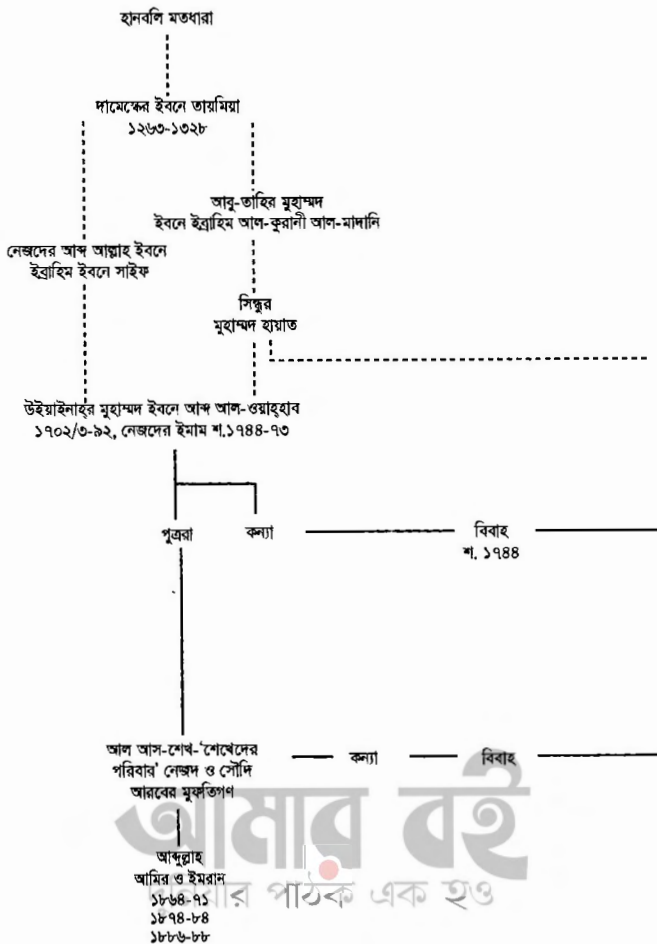 হানবলি মতধারা
দামেস্কের ইবনে তায়মিয়া
১২৬৩-১৩২৮
আবু-তাহির মুহাম্মদ
ইবনে ইব্রাহিম আল-কুরানী আল-মাদানি
নেজদের আব্দ আল্লাহ ইবনে
ইব্রাহিম ইবনে সাইফ
সিন্ধুর
মুহাম্মদ হায়াত
উইয়াইনাহ্‌র মুহাম্মদ ইবনে আব্দ আল-ওয়াহ্‌হাব
১৭০২/৩-৯২, নেজদের ইমাম শ.১৭৪৪-৭৩
পুত্ররা
কন্যা
বিবাহ
শ. ১৭৪৪
আল আস-শেখ-‘শেখেদের
পরিবার’ নেজদ ও সৌদি
আরবের মুফতিগণ
কন্যা
বিবাহ
আব্দুল্লাহ
আমির ও ইমরান
১৮৬৪-৭১
১৮৭৪-৮৪
১৮৮৬-৮৮
আমার বই
দুনিয়ার পাঠক এক হও